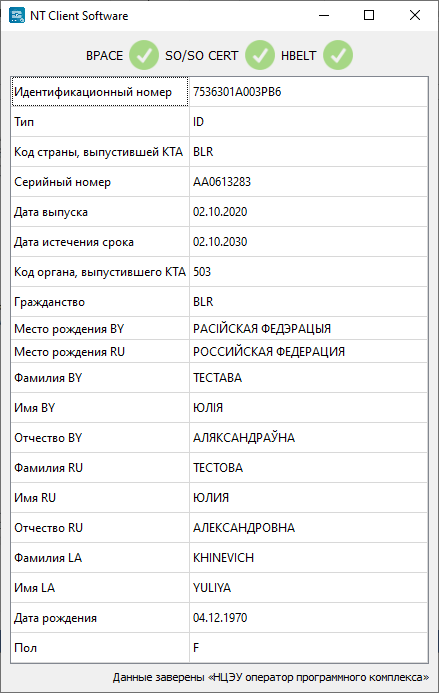 NT Client Software
BPACE SO/SO CERT HBELT
Идентификационный номер 7536301A003PB6
Тип ID
Код страны, выпустившей КТА BLR
Серийный номер AA0613283
Дата выпуска 02.10.2020
Дата истечения срока 02.10.2030
Код органа, выпустившего КТА 503
Гражданство BLR
Место рождения BY РАСІЙСКАЯ ФЕДЭРАЦЫЯ
Место рождения RU РОССИЙСКАЯ ФЕДЕРАЦИЯ
Фамилия BY ТЕСТАВА
Имя BY ЮЛІЯ
Отчество BY АЛЯКСАНДРАЎНА
Фамилия RU ТЕСТОВА
Имя RU ЮЛИЯ
Отчество RU АЛЕКСАНДРОВНА
Фамилия LA KHINEVICH
Имя LA YULIYA
Дата рождения 04.12.1970
Пол F
Данные заверены «НЦЭУ оператор программного комплекса»